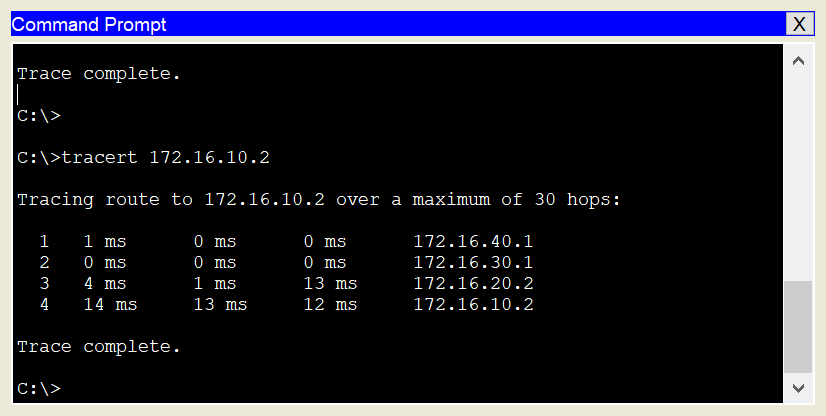 Command Prompt X
Trace complete.
C:\>
C:\>tracert 172.16.10.2
Tracing route to 172.16.10.2 over a maximum of 30 hops:
1 1 ms 0 ms 0 ms 172.16.40.1
2 0 ms 0 ms 0 ms 172.16.30.1
3 4 ms 1 ms 13 ms 172.16.20.2
4 14 ms 13 ms 12 ms 172.16.10.2
Trace complete.
C:\>